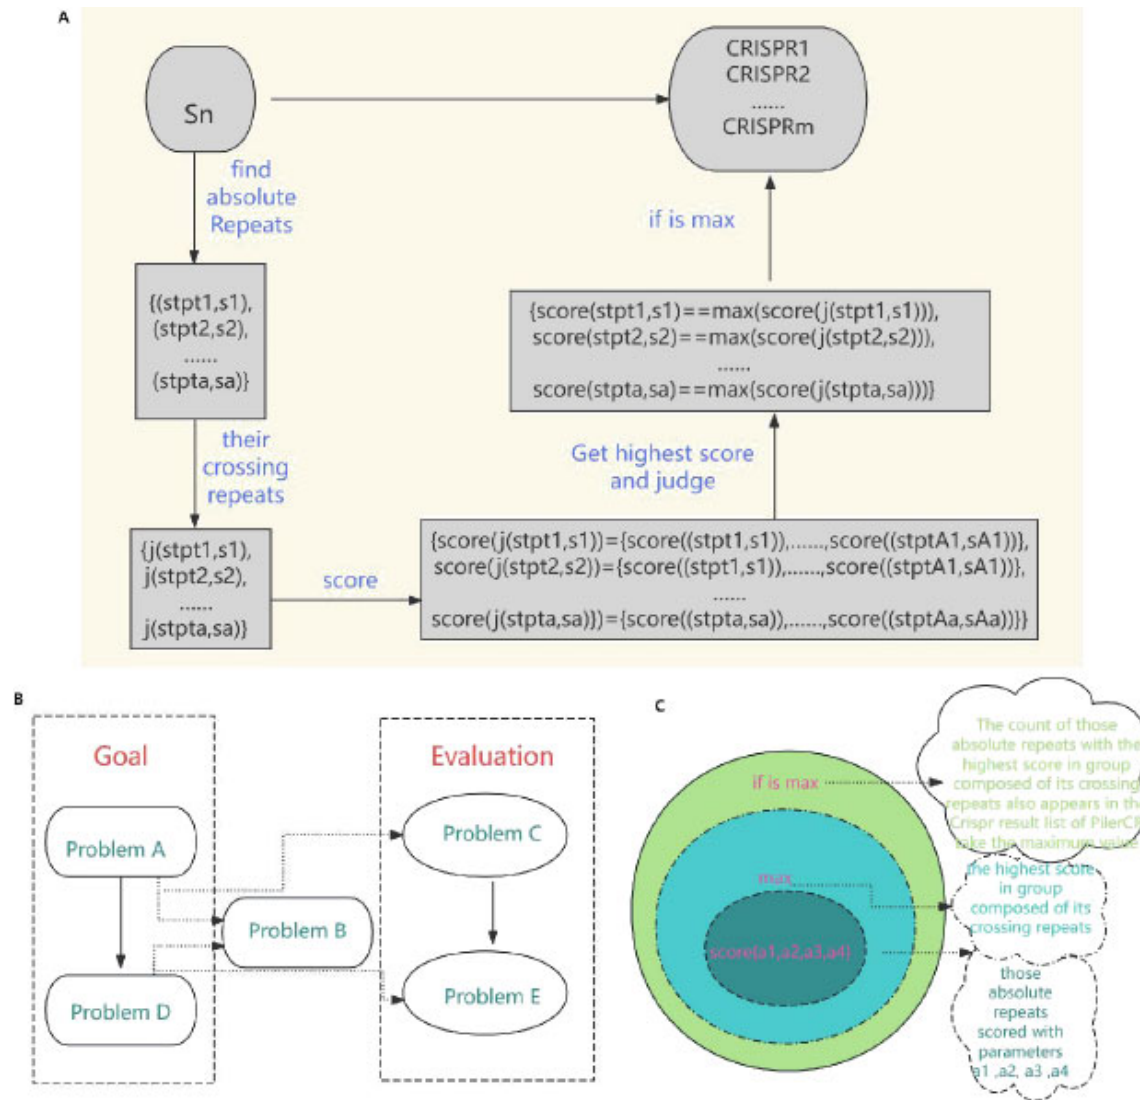 A
Sn
CRISPR1
CRISPR2
......
CRISPRm
find
absolute
Repeats
if is max
{(stpt1,s1),
(stpt2,s2),
......
(stpta,sa)}
{score(stpt1,s1)==max(score(j(stpt1,s1))),
score(stpt2,s2)==max(score(j(stpt2,s2))),
......
score(stpta,sa)==max(score(j(stpta,sa)))}
their
crossing
repeats
Get highest score
and judge
{j(stpt1,s1),
j(stpt2,s2),
......
j(stpta,sa)}
score
{score(j(stpt1,s1))={score((stpt1,s1)),......,score((stptA1,sA1))},
score(j(stpt2,s2))={score((stpt1,s1)),......,score((stptA1,sA1))},
......
score(j(stpta,sa)))={score((stpta,sa)),......,score((stptAa,sAa))}}
B
Goal
Evaluation
Problem A
Problem B
Problem C
Problem D
Problem E
C
if is max
max
score(a1,a2,a3,a4)
The count of those
absolute repeats with the
highest score in group
composed of its crossing
repeats also appears in the
Crispr result list of PilerCR
take the maximum value
the highest score
in group
composed of its
crossing repeats
those
absolute
repeats
scored with
parameters
a1 ,a2, a3 ,a4